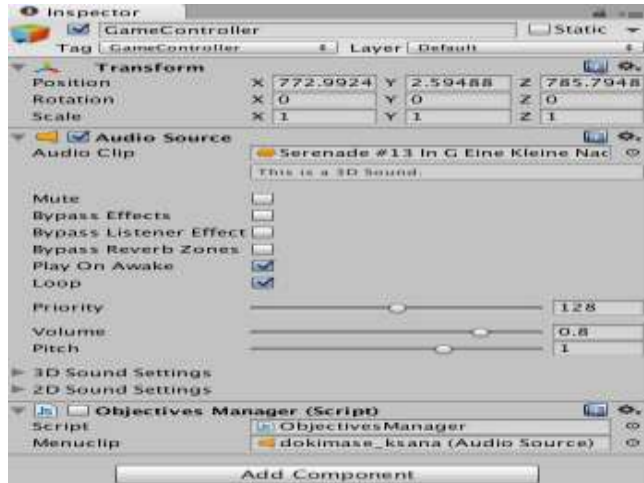 Inspector
GameController Static
Tag GameController Layer Default
Transform
Position X 772.9924 Y 2.59488 Z 785.7948
Rotation X 0 Y 0 Z 0
Scale X 1 Y 1 Z 1
Audio Source
Audio Clip Serenade #13 In G Eine Kleine Nac
This is a 3D Sound.
Mute
Bypass Effects
Bypass Listener Effect
Bypass Reverb Zones
Play On Awake
Loop
Priority 128
Volume 0.8
Pitch 1
3D Sound Settings
2D Sound Settings
Js Objectives Manager (Script)
Script ObjectivesManager
Menuclip dokimase_ksana (Audio Source)
Add Component